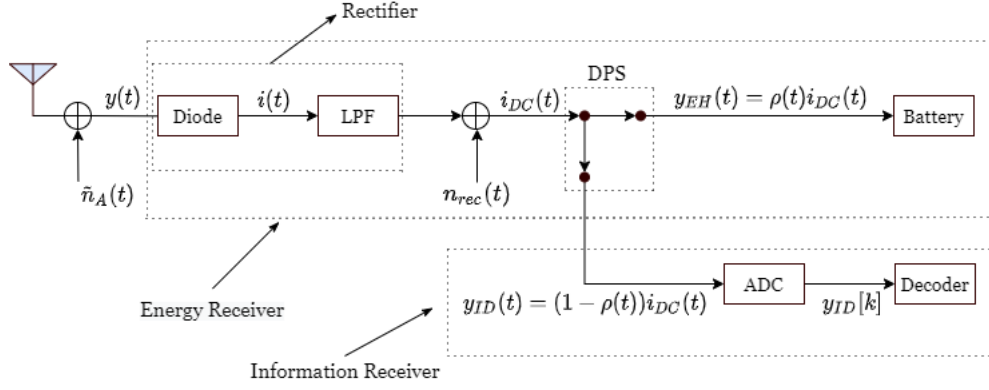 Rectifier
DPS
y(t)
Diode
i(t)
LPF
i_{DC}(t)
y_{EH}(t) = ρ(t)i_{DC}(t)
Battery
ñ_A(t)
n_{rec}(t)
y_{ID}(t) = (1 − ρ(t))i_{DC}(t)
ADC
y_{ID}[k]
Decoder
Energy Receiver
Information Receiver